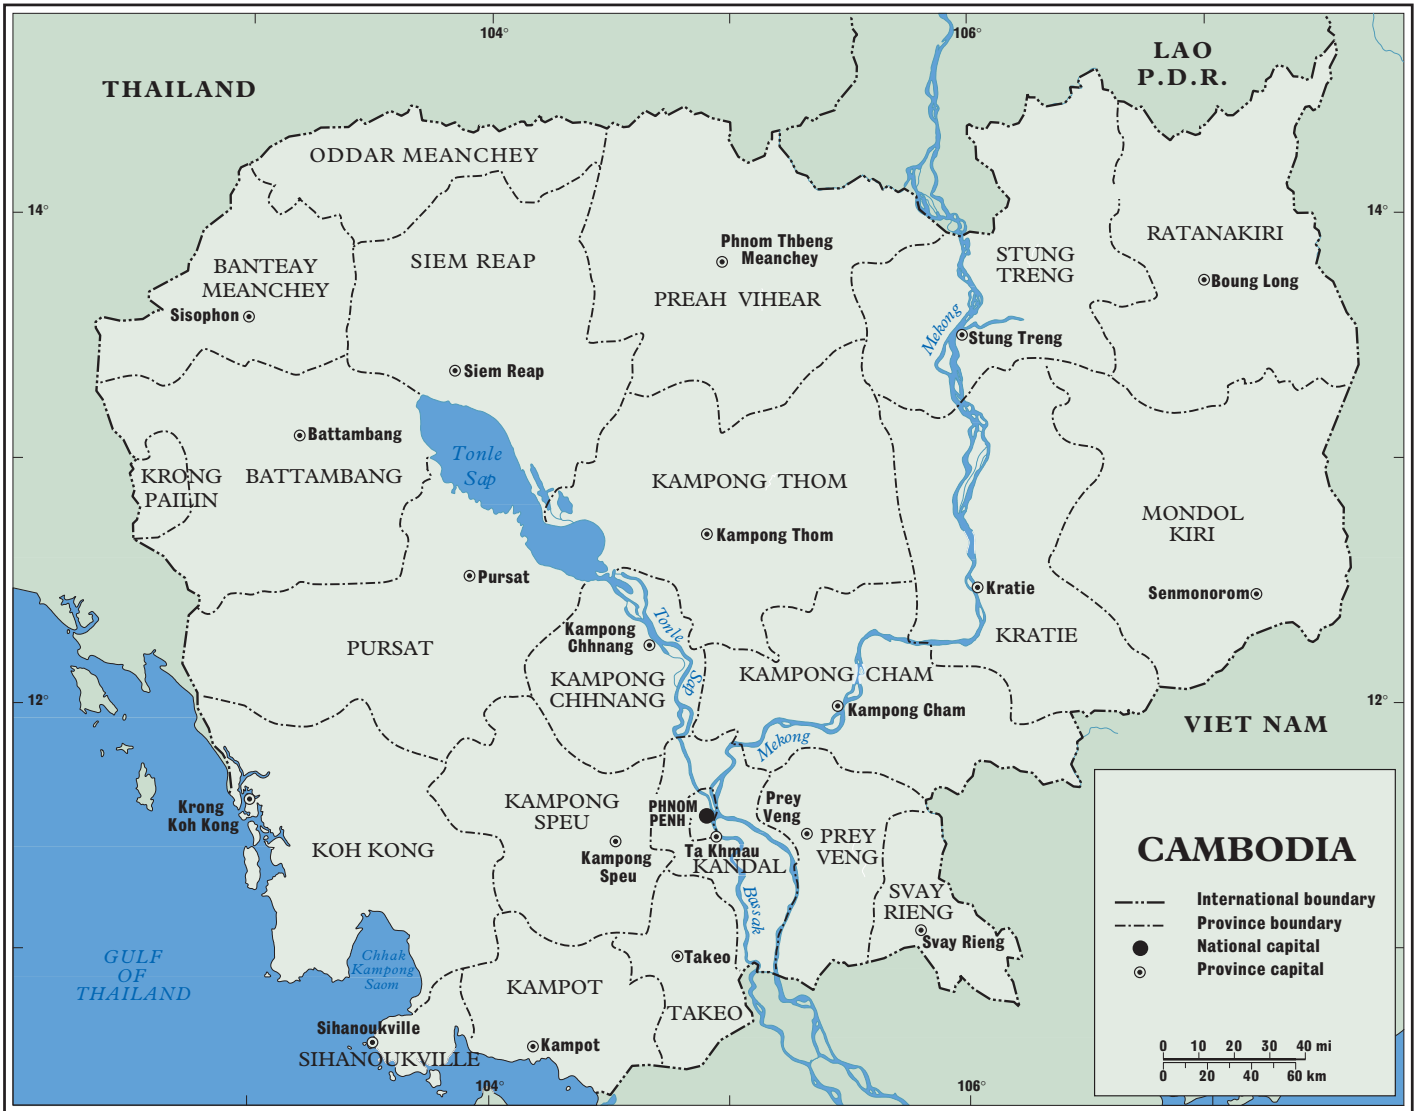 104°
106°
LAO
P.D.R.
THAILAND
ODDAR MEANCHEY
14°
14°
Phnom Thbeng
Meanchey
RATANAKIRI
STUNG
TRENG
BANTEAY
MEANCHEY
SIEM REAP
Boung Long
PREAH VIHEAR
Sisophon
Mekong
Stung Treng
Siem Reap
Battambang
Tonle
Sap
KRONG
PAILIN
BATTAMBANG
KAMPONG THOM
MONDOL
KIRI
Kampong Thom
Pursat
Kratie
Senmonorom
Tonle
Sap
Kampong
Chhnang
KRATIE
PURSAT
KAMPONG
CHHNANG
KAMPONG CHAM
12°
12°
Kampong Cham
VIET NAM
Mekong
Krong
Koh Kong
KAMPONG
SPEU
PHNOM
PENH
Prey
Veng
PREY
VENG
KOH KONG
Kampong
Speu
Ta Khmau
KANDAL
Bassak
SVAY
RIENG
Svay Rieng
GULF
OF
THAILAND
Chhak
Kampong
Saom
Takeo
KAMPOT
TAKEO
Sihanoukville
SIHANOUKVILLE
Kampot
CAMBODIA
International boundary
Province boundary
National capital
Province capital
0 10 20 30 40 mi
0 20 40 60 km
104°
106°